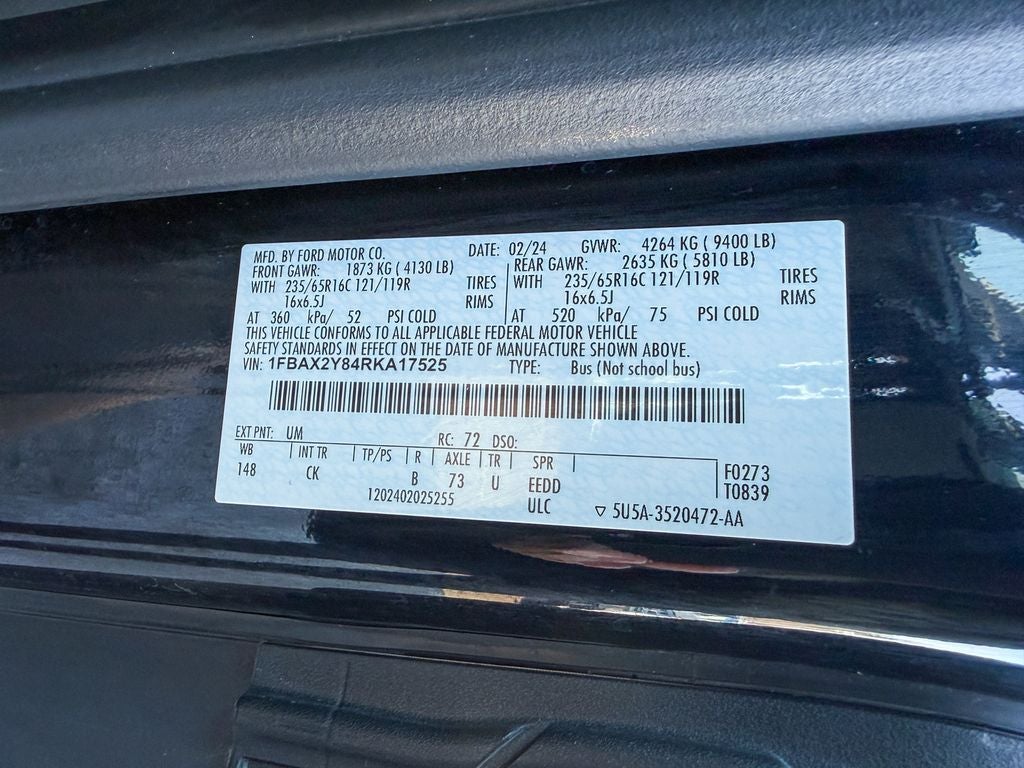 MFD. BY FORD MOTOR CO. DATE: 02/24 GVWR: 4264 KG ( 9400 LB)
FRONT GAWR: 1873 KG ( 4130 LB) REAR GAWR: 2635 KG ( 5810 LB)
WITH 235/65R16C 121/119R TIRES WITH 235/65R16C 121/119R TIRES
16x6.5J RIMS 16x6.5J RIMS
AT 360 kPa/ 52 PSI COLD AT 520 kPa/ 75 PSI COLD
THIS VEHICLE CONFORMS TO ALL APPLICABLE FEDERAL MOTOR VEHICLE
SAFETY STANDARDS IN EFFECT ON THE DATE OF MANUFACTURE SHOWN ABOVE.
VIN: 1FBAX2Y84RKA17525 TYPE: Bus (Not school bus)
EXT PNT: UM RC: 72 DSO:
WB INT TR TP/PS R AXLE TR SPR F0273
148 CK B 73 U EEDD T0839
1202402025255 ULC ▽ 5U5A-3520472-AA